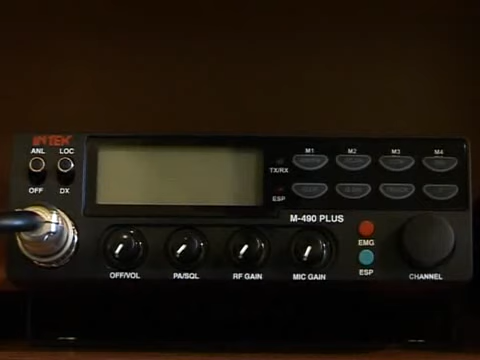 INTEK
ANL LOC
OFF DX
TX/RX
ESP
M1 M2 M3 M4
M-490 PLUS
EMG
ESP
OFF/VOL PA/SQL RF GAIN MIC GAIN CHANNEL